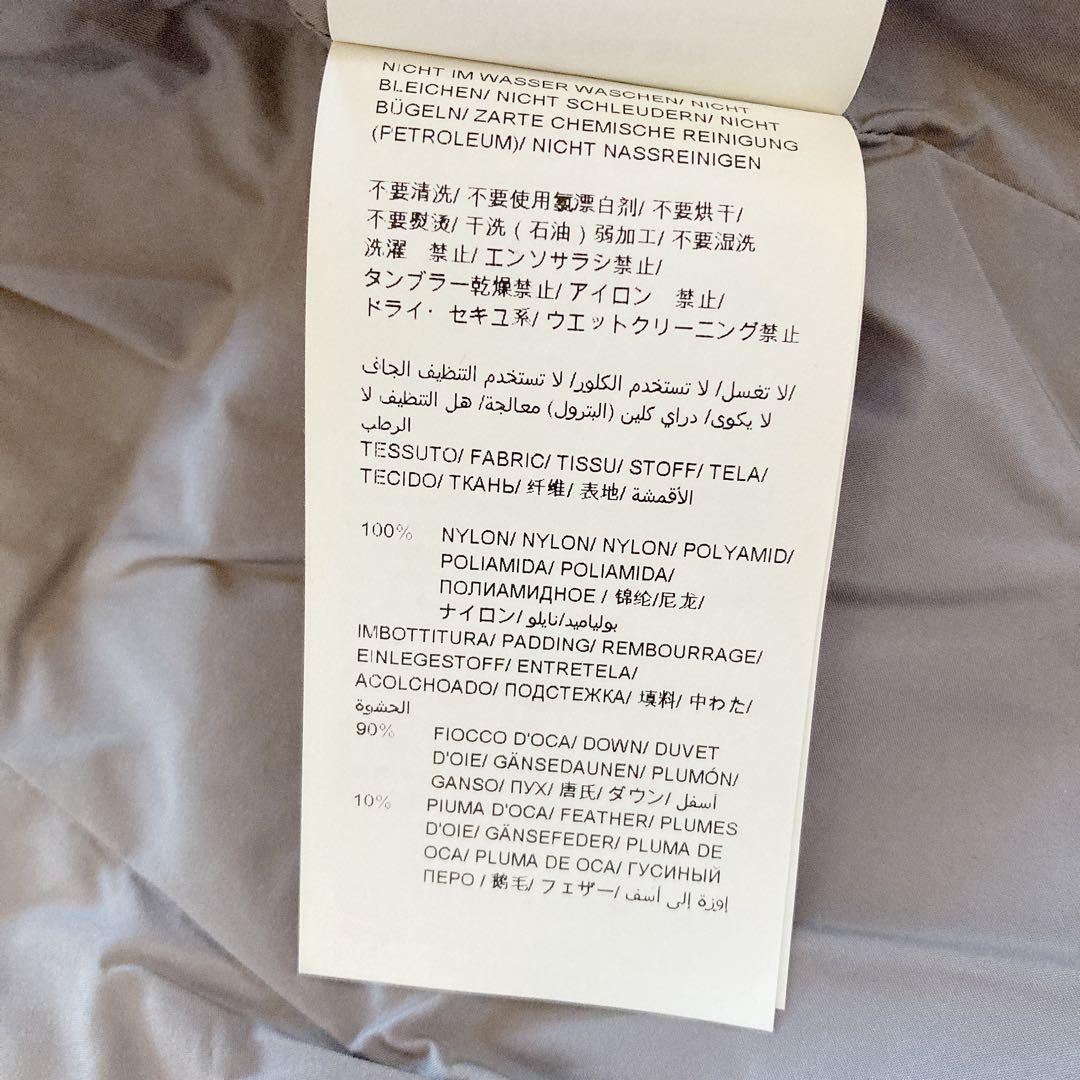 NICHT IM WASSER WASCHEN/ NICHT
BLEICHEN/ NICHT SCHLEUDERN/ NICHT
BÜGELN/ ZARTE CHEMISCHE REINIGUNG
(PETROLEUM)/ NICHT NASSREINIGEN
不要清洗/ 不要使用氯漂白剂/ 不要烘干/
不要熨烫/ 干洗 ( 石油 ) 弱加工/ 不要湿洗
洗濯 禁止/ エンソサラシ禁止/
タンブラー乾燥禁止/ アイロン 禁止/
ドライ・ セキユ系/ ウエットクリーニング禁止
/لا تغسل/ لا تستخدم الكلور/ لا تستخدم التنظيف الجاف
لا يكوى/ دراي كلين (البترول) معالجة/ هل التنظيف لا
الرطب
TESSUTO/ FABRIC/ TISSU/ STOFF/ TELA/
TECIDO/ ТКАНЬ/ 纤维/ 表地/ الأقمشة
100% NYLON/ NYLON/ NYLON/ POLYAMID/
POLIAMIDA/ POLIAMIDA/
ПОЛИАМИДНОЕ / 锦纶/尼龙/
ナイロン/ بولياميد/نايلو
IMBOTTITURA/ PADDING/ REMBOURRAGE/
EINLEGESTOFF/ ENTRETELA/
ACOLCHOADO/ ПОДСТЕЖКА/ 填料/ 中わた/
الحشوة
90% FIOCCO D'OCA/ DOWN/ DUVET
D'OIE/ GÄNSEDAUNEN/ PLUMÓN/
GANSO/ ПУХ/ 唐氏/ ダウン/ أسفل
10% PIUMA D'OCA/ FEATHER/ PLUMES
D'OIE/ GÄNSEFEDER/ PLUMA DE
OCA/ PLUMA DE OCA/ ГУСИНЫЙ
ПЕРО / 鹅毛/ フェザー/ إوزة إلى أسف